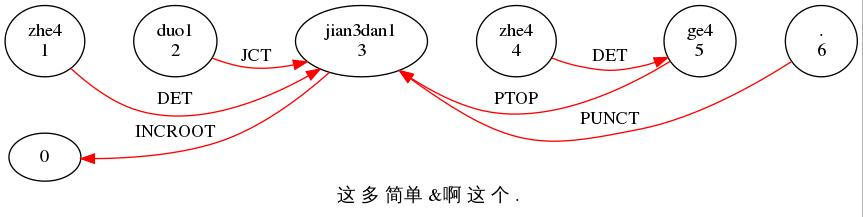 zhe4 duo1 jian3dan1 zhe4 ge4 .
1 2 3 4 5 6
JCT DET
DET PTOP
PUNCT
INCROOT
0
这 多 简单 &啊 这 个 .